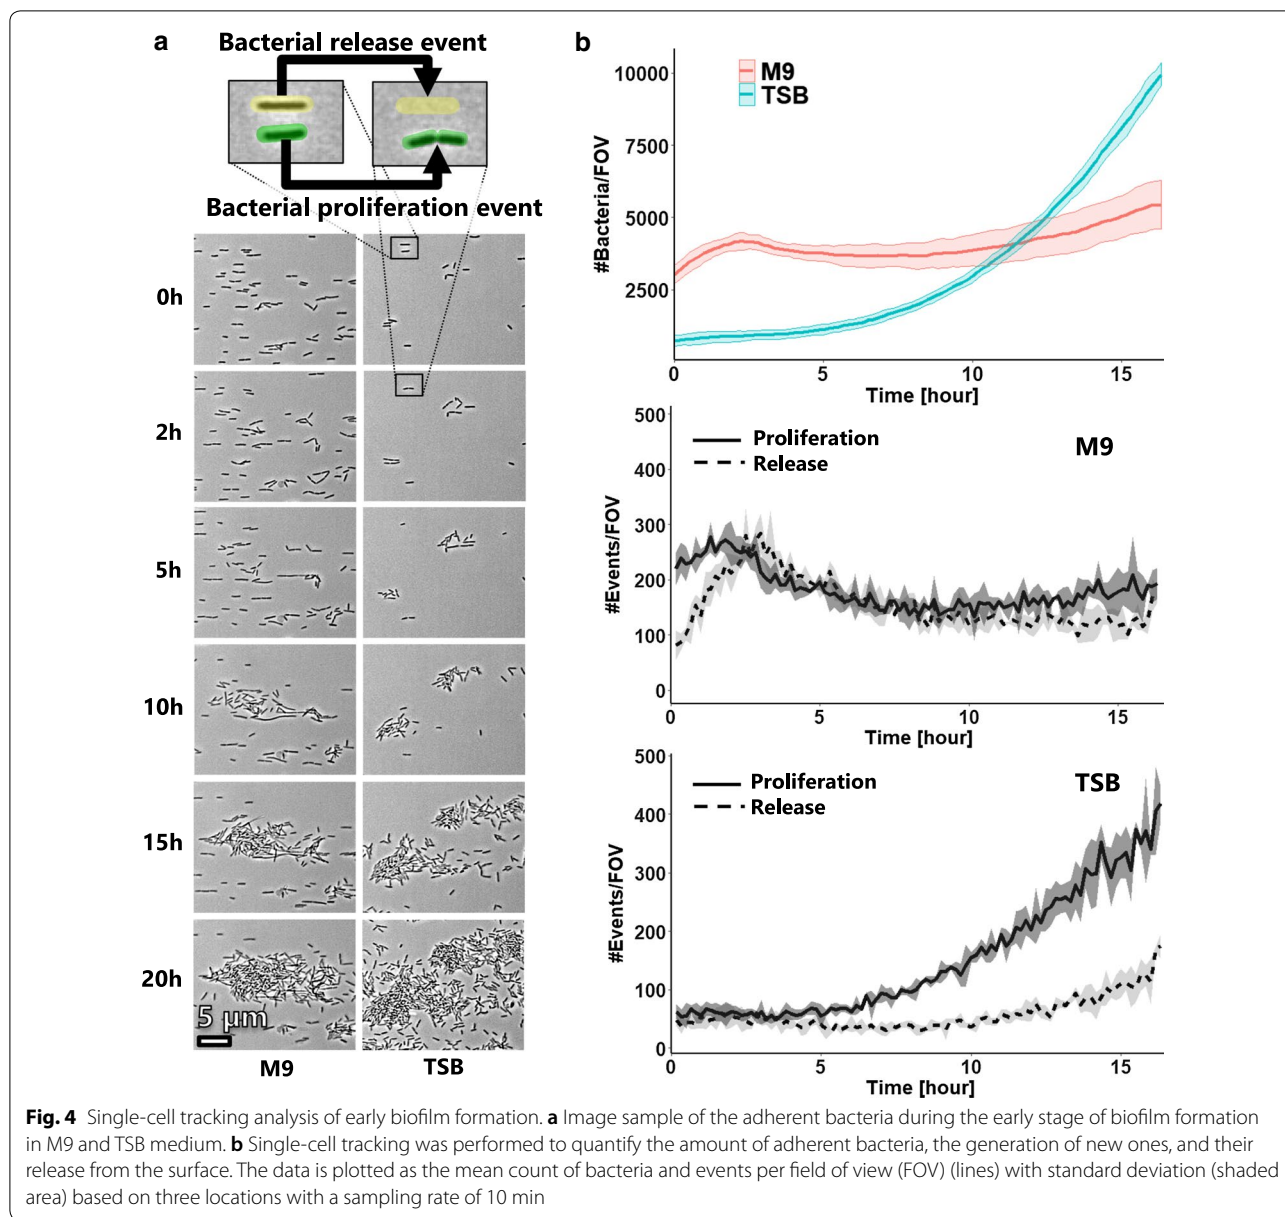 a
Bacterial release event
Bacterial proliferation event
0h
2h
5h
10h
15h
20h
5 µm
M9
TSB
b
M9
TSB
#Bacteria/FOV
10000
7500
5000
2500
0
5
10
15
Time [hour]
Proliferation
Release
M9
#Events/FOV
500
400
300
200
100
0
0
5
10
15
Time [hour]
Proliferation
Release
TSB
#Events/FOV
500
400
300
200
100
0
0
5
10
15
Time [hour]
Fig. 4 Single-cell tracking analysis of early biofilm formation. a Image sample of the adherent bacteria during the early stage of biofilm formation
in M9 and TSB medium. b Single-cell tracking was performed to quantify the amount of adherent bacteria, the generation of new ones, and their
release from the surface. The data is plotted as the mean count of bacteria and events per field of view (FOV) (lines) with standard deviation (shaded
area) based on three locations with a sampling rate of 10 min